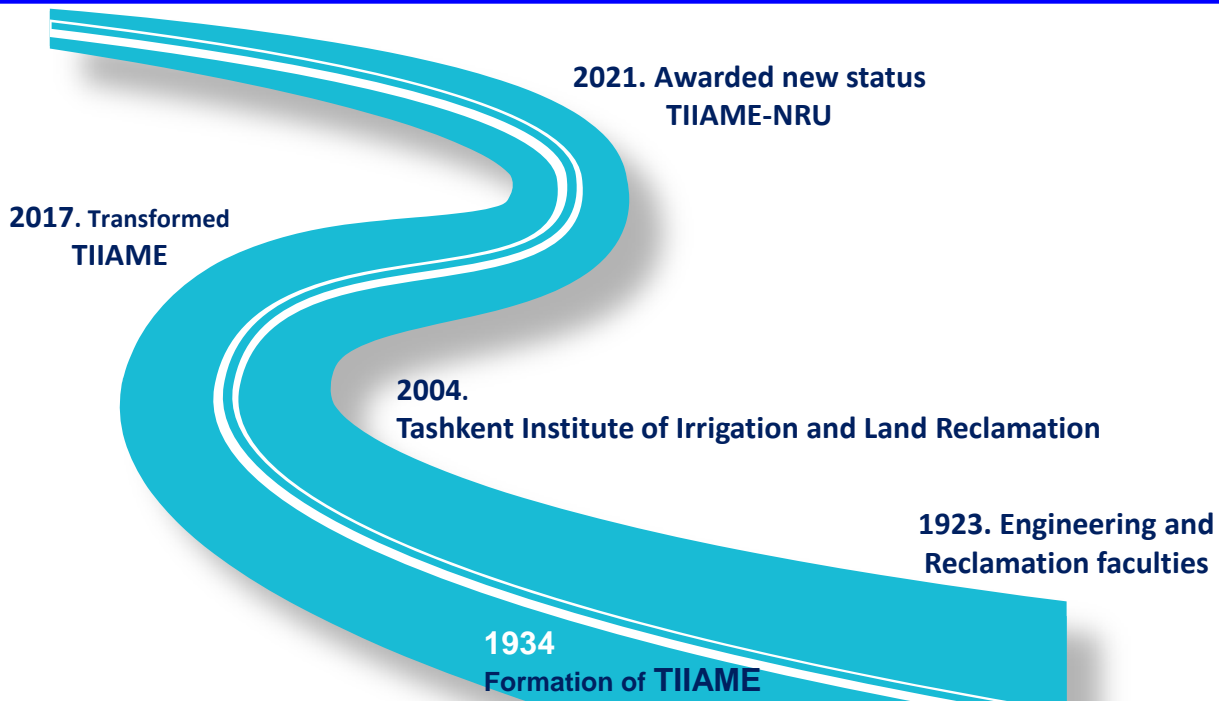 2021. Awarded new status
TIIAME-NRU
2017. Transformed
TIIAME
2004.
Tashkent Institute of Irrigation and Land Reclamation
1923. Engineering and
Reclamation faculties
1934
Formation of TIIAME